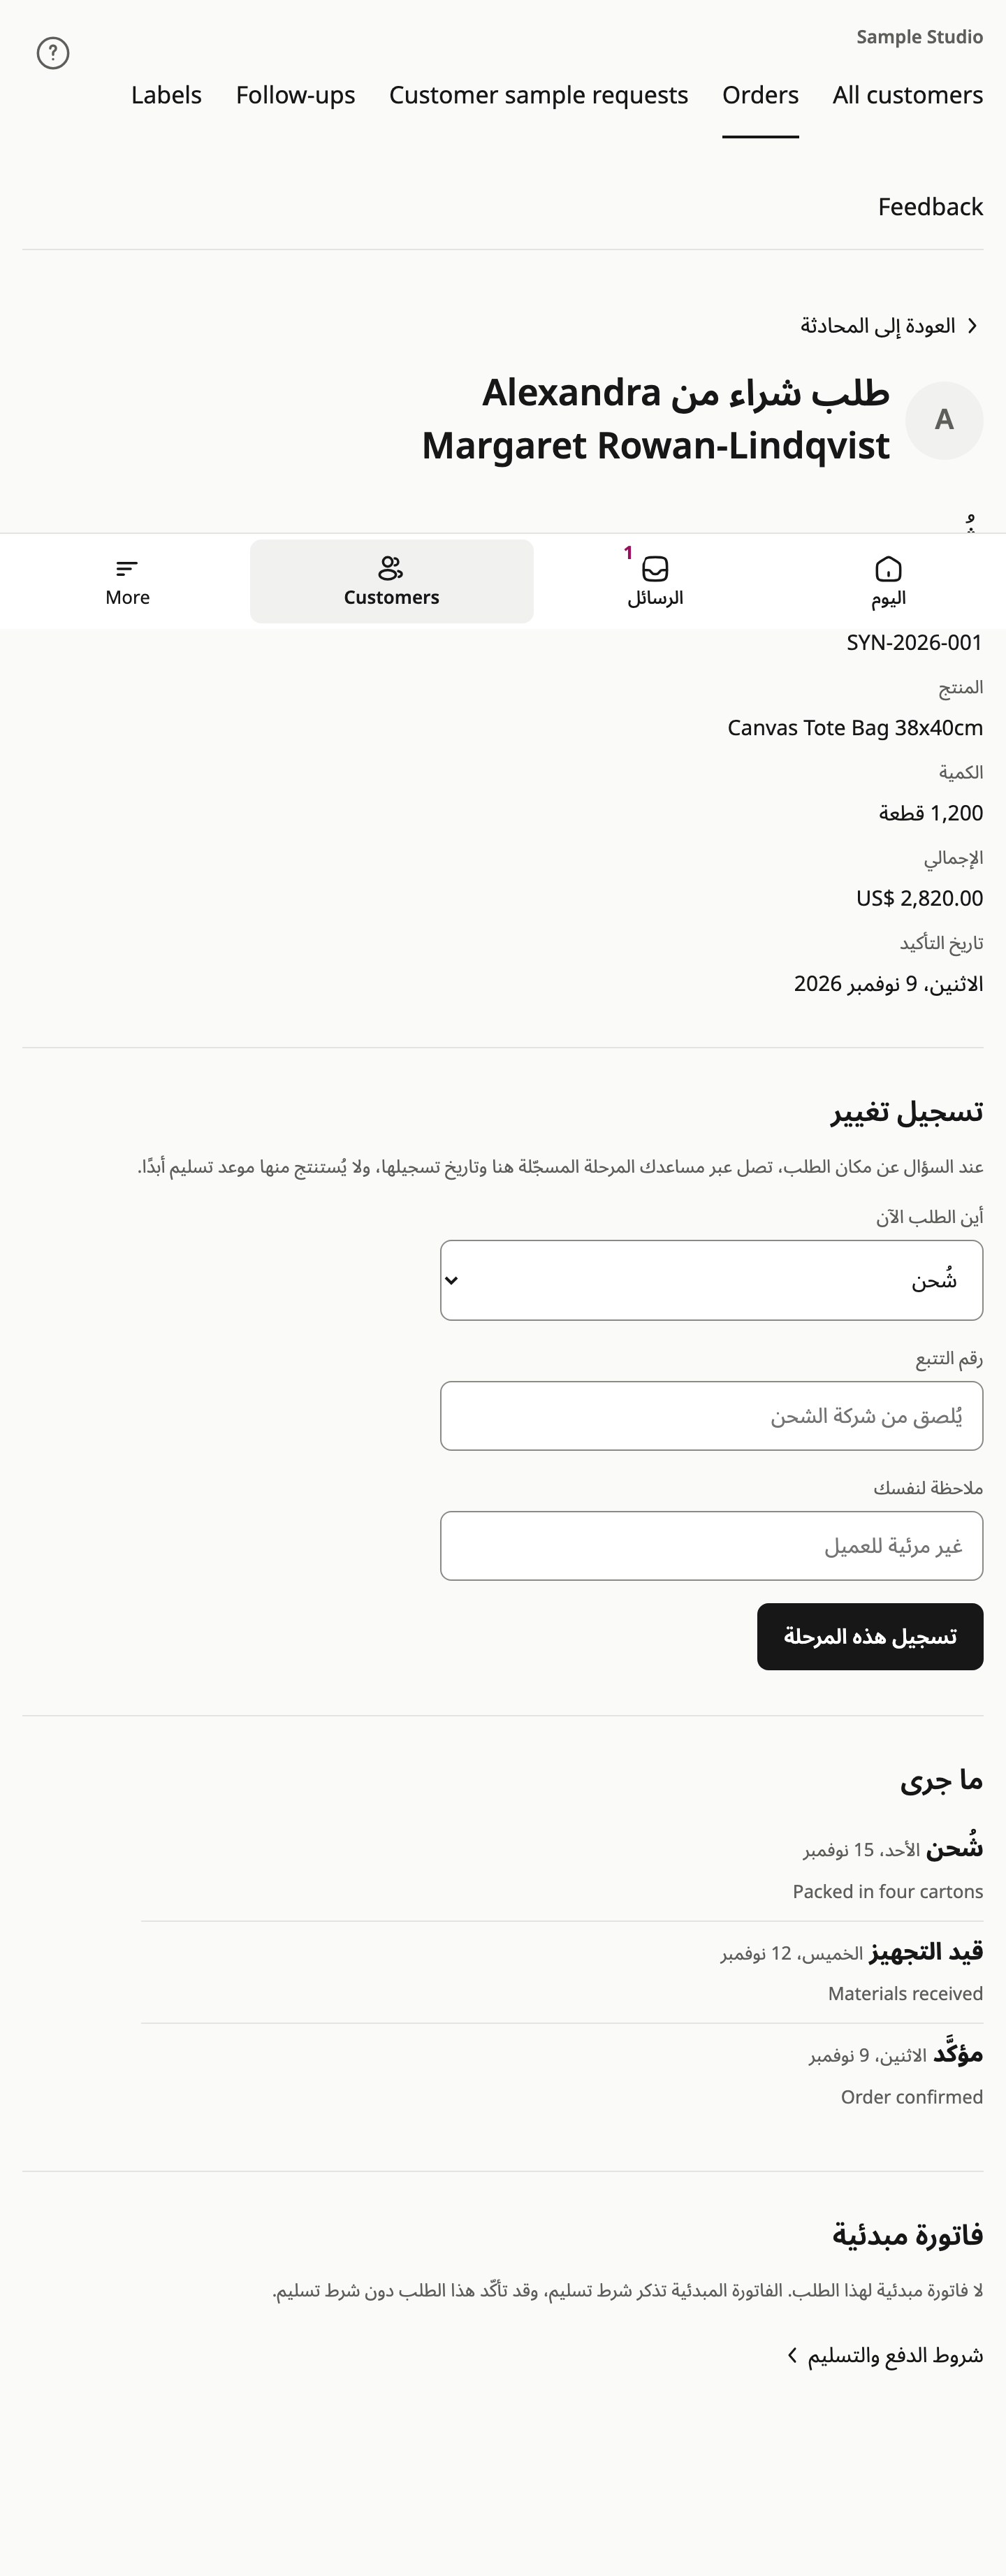 Sample Studio
All customers
Orders
Customer sample requests
Follow-ups
Labels
Feedback
العودة إلى المحادثة
A
طلب شراء من Alexandra
Margaret Rowan-Lindqvist
اليوم
الرسائل
1
Customers
More
SYN-2026-001
المنتج
Canvas Tote Bag 38x40cm
الكمية
1,200 قطعة
الإجمالي
US$ 2,820.00
تاريخ التأكيد
الاثنين، 9 نوفمبر 2026
تسجيل تغيير
عند السؤال عن مكان الطلب، تصل عبر مساعدك المرحلة المسجّلة هنا وتاريخ تسجيلها، ولا يُستنتج منها موعد تسليم أبدًا.
أين الطلب الآن
شُحن
رقم التتبع
يُلصق من شركة الشحن
ملاحظة لنفسك
غير مرئية للعميل
تسجيل هذه المرحلة
ما جرى
شُحن الأحد، 15 نوفمبر
Packed in four cartons
قيد التجهيز الخميس، 12 نوفمبر
Materials received
مؤكَّد الاثنين، 9 نوفمبر
Order confirmed
فاتورة مبدئية
لا فاتورة مبدئية لهذا الطلب. الفاتورة المبدئية تذكر شرط تسليم، وقد تأكّد هذا الطلب دون شرط تسليم.
شروط الدفع والتسليم